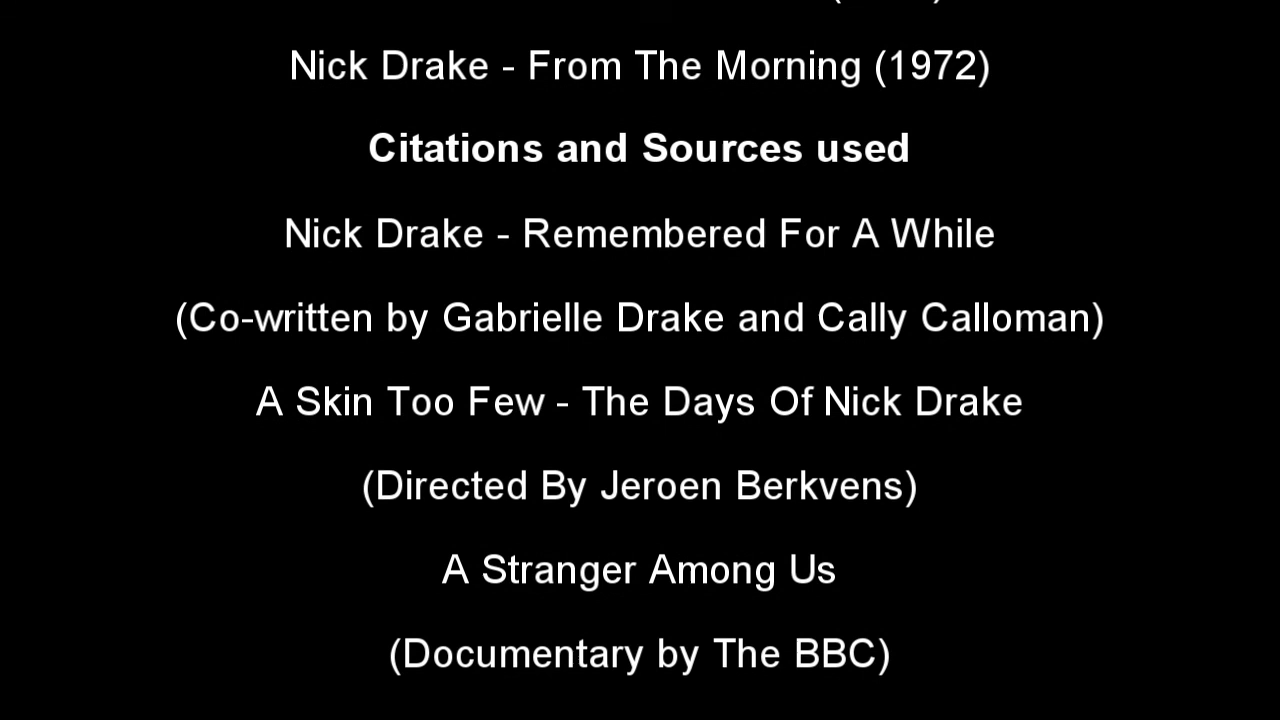 Nick Drake - From The Morning (1972)
Citations and Sources used
Nick Drake - Remembered For A While
(Co-written by Gabrielle Drake and Cally Calloman)
A Skin Too Few - The Days Of Nick Drake
(Directed By Jeroen Berkvens)
A Stranger Among Us
(Documentary by The BBC)